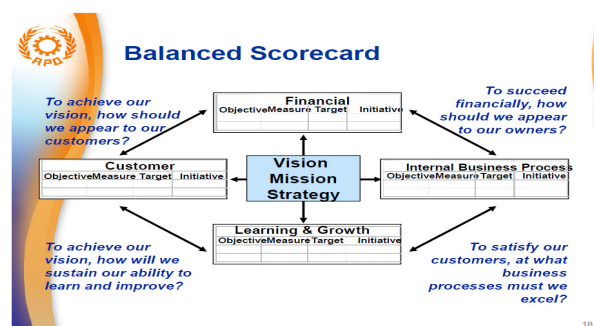 APO
Balanced Scorecard
To achieve our
vision, how should
we appear to our
customers?
Financial
Objective Measure Target Initiative
To succeed
financially, how
should we appear
to our owners?
Customer
Objective Measure Target Initiative
Vision
Mission
Strategy
Internal Business Process
Objective Measure Target Initiative
To achieve our
vision, how will we
sustain our ability to
learn and improve?
Learning & Growth
Objective Measure Target Initiative
To satisfy our
customers, at what
business
processes must we
excel?
18